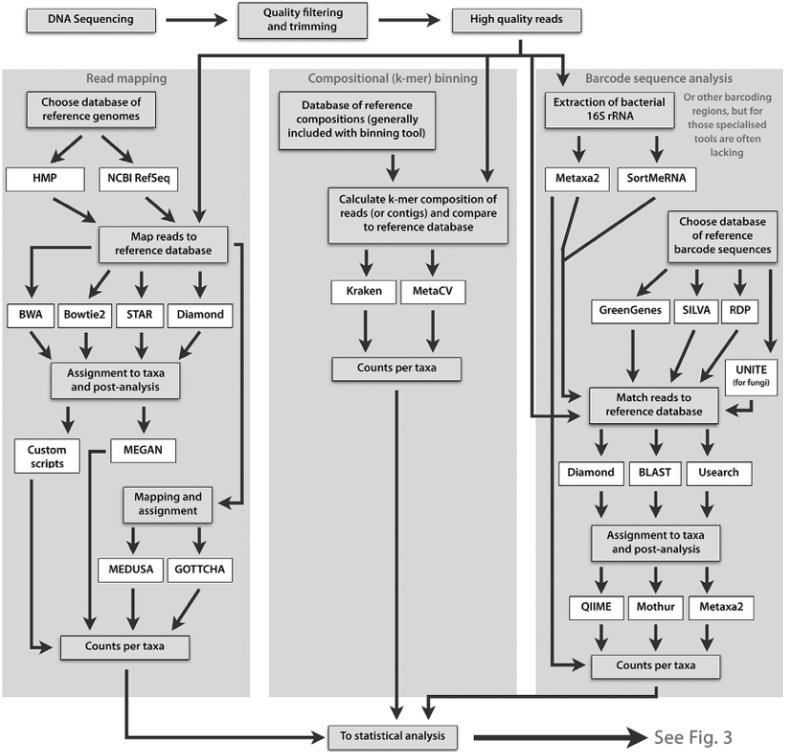 DNA Sequencing
Quality filtering
and trimming
High quality reads
Read mapping
Choose database of
reference genomes
HMP
NCBI RefSeq
Map reads to
reference database
BWA
Bowtie2
STAR
Diamond
Assignment to taxa
and post-analysis
Custom
scripts
MEGAN
Mapping and
assignment
MEDUSA
GOTTCHA
Counts per taxa
Compositional (k-mer) binning
Database of reference
compositions (generally
included with binning tool)
Calculate k-mer composition of
reads (or contigs) and compare
to reference database
Kraken
MetaCV
Counts per taxa
Barcode sequence analysis
Extraction of bacterial
16S rRNA
Or other barcoding
regions, but for
those specialised
tools are often
lacking
Metaxa2
SortMeRNA
Choose database
of reference
barcode sequences
GreenGenes
SILVA
RDP
UNITE
(for fungi)
Match reads to
reference database
Diamond
BLAST
Usearch
Assignment to taxa
and post-analysis
QIIME
Mothur
Metaxa2
Counts per taxa
To statistical analysis
See Fig. 3